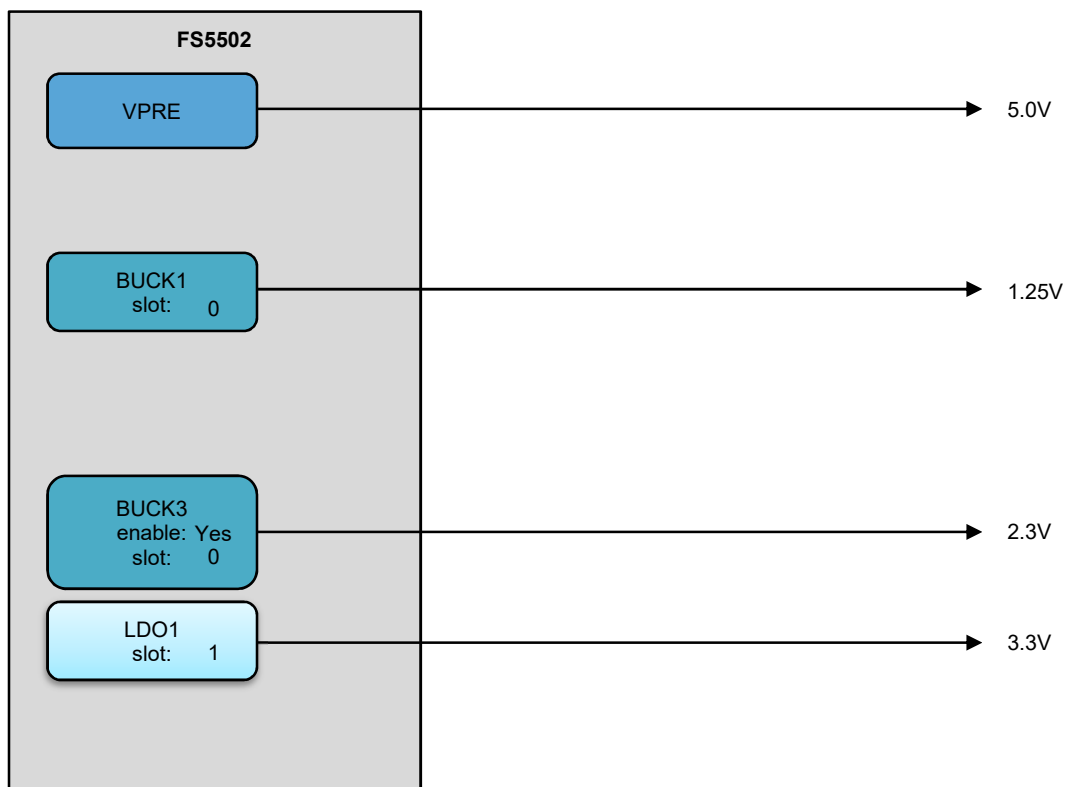 FS5502
VPRE
5.0V
BUCK1
slot: 0
1.25V
BUCK3
enable: Yes
slot: 0
2.3V
LDO1
slot: 1
3.3V